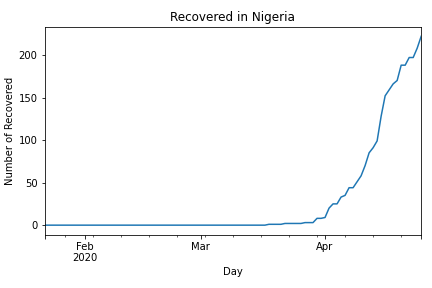 Recovered in Nigeria
Number of Recovered
200
150
100
50
0
Feb
2020
Mar
Apr
Day